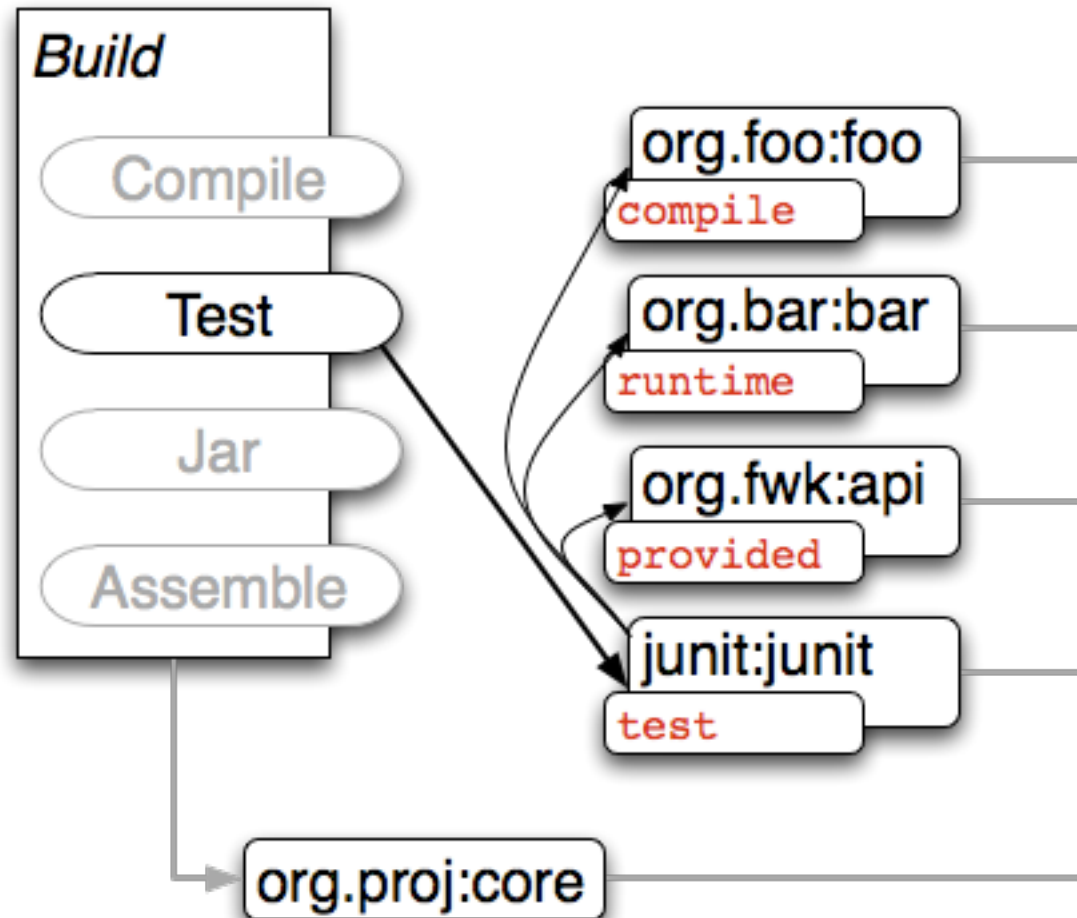 Build
Compile
Test
Jar
Assemble
org.foo:foo
compile
org.bar:bar
runtime
org.fwk:api
provided
junit:junit
test
org.proj:core